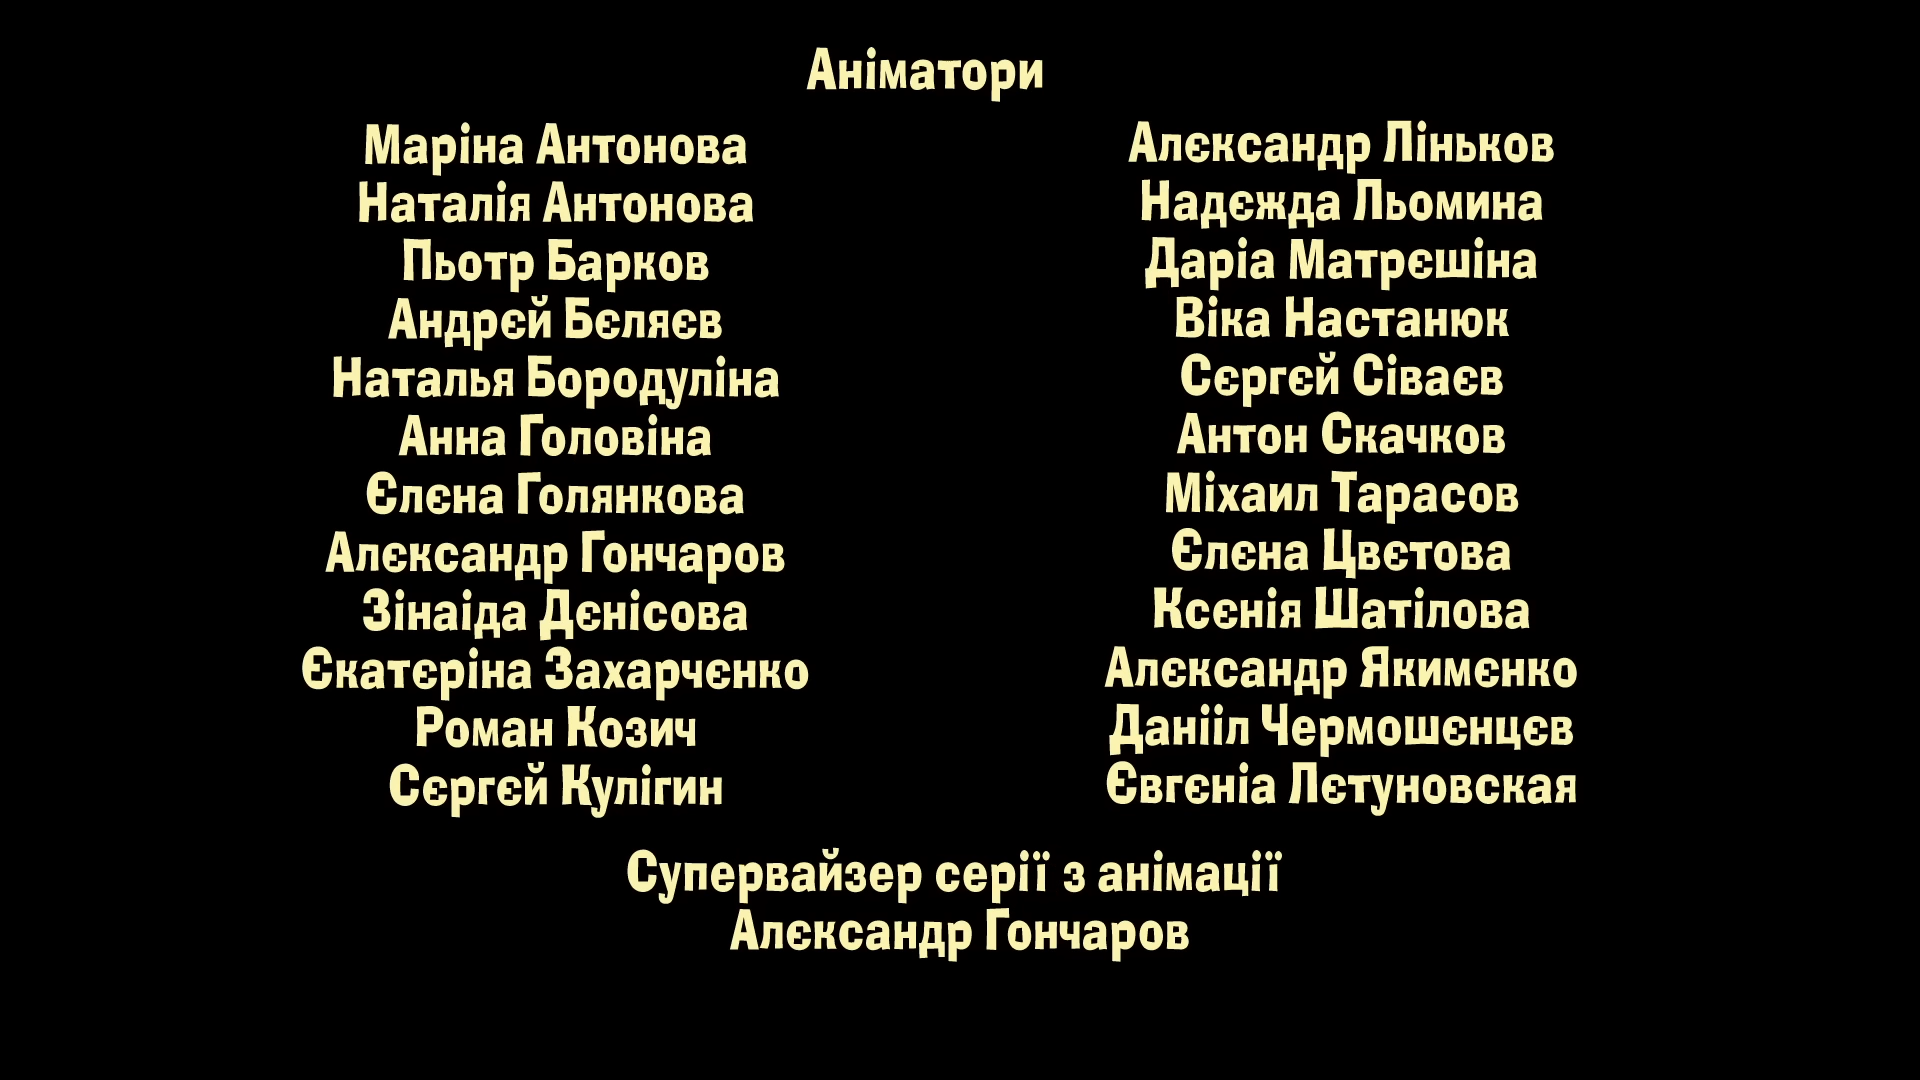 Аніматори
Маріна Антонова
Наталія Антонова
Пьотр Барков
Андрєй Бєляєв
Наталья Бородуліна
Анна Головіна
Єлєна Голянкова
Алєксандр Гончаров
Зінаіда Дєнісова
Єкатєріна Захарчєнко
Роман Козич
Сєргєй Кулігин
Алєксандр Ліньков
Надєжда Льомина
Даріа Матрєшіна
Віка Настанюк
Сєргєй Сіваєв
Антон Скачков
Міхаил Тарасов
Єлєна Цвєтова
Ксєнія Шатілова
Алєксандр Якимєнко
Данііл Чермошєнцєв
Євгєніа Лєтуновская
Супервайзер серії з анімації
Алєксандр Гончаров